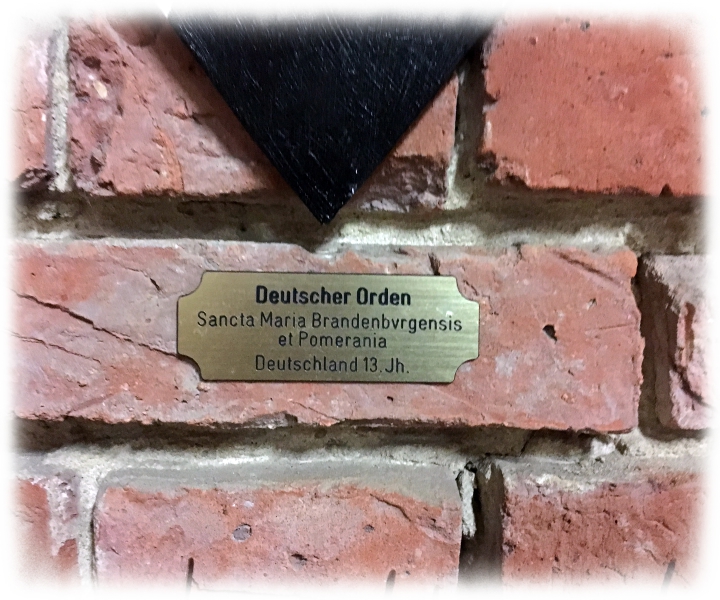 Deutscher Orden
Sancta Maria Brandenbvrgensis
et Pomerania
Deutschland 13. Jh.